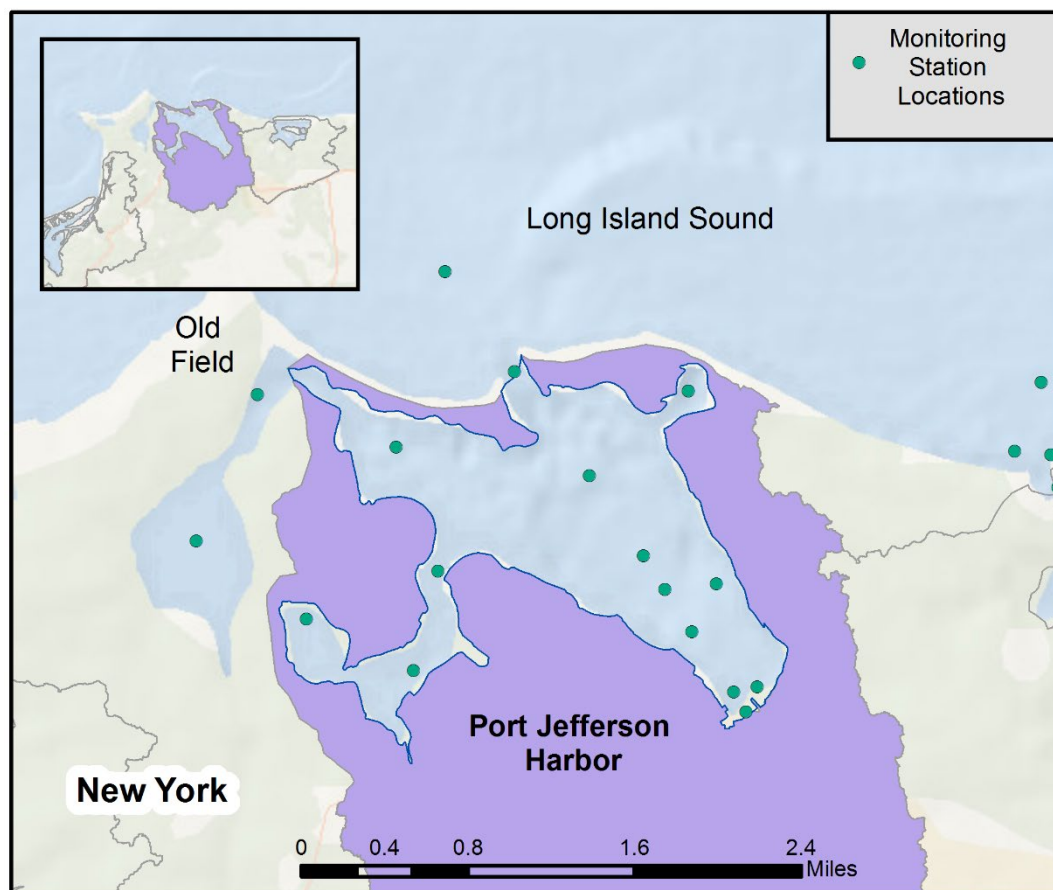 Monitoring
Station
Locations
Long Island Sound
Old
Field
Port Jefferson
Harbor
New York
0 0.4 0.8 1.6 2.4
Miles